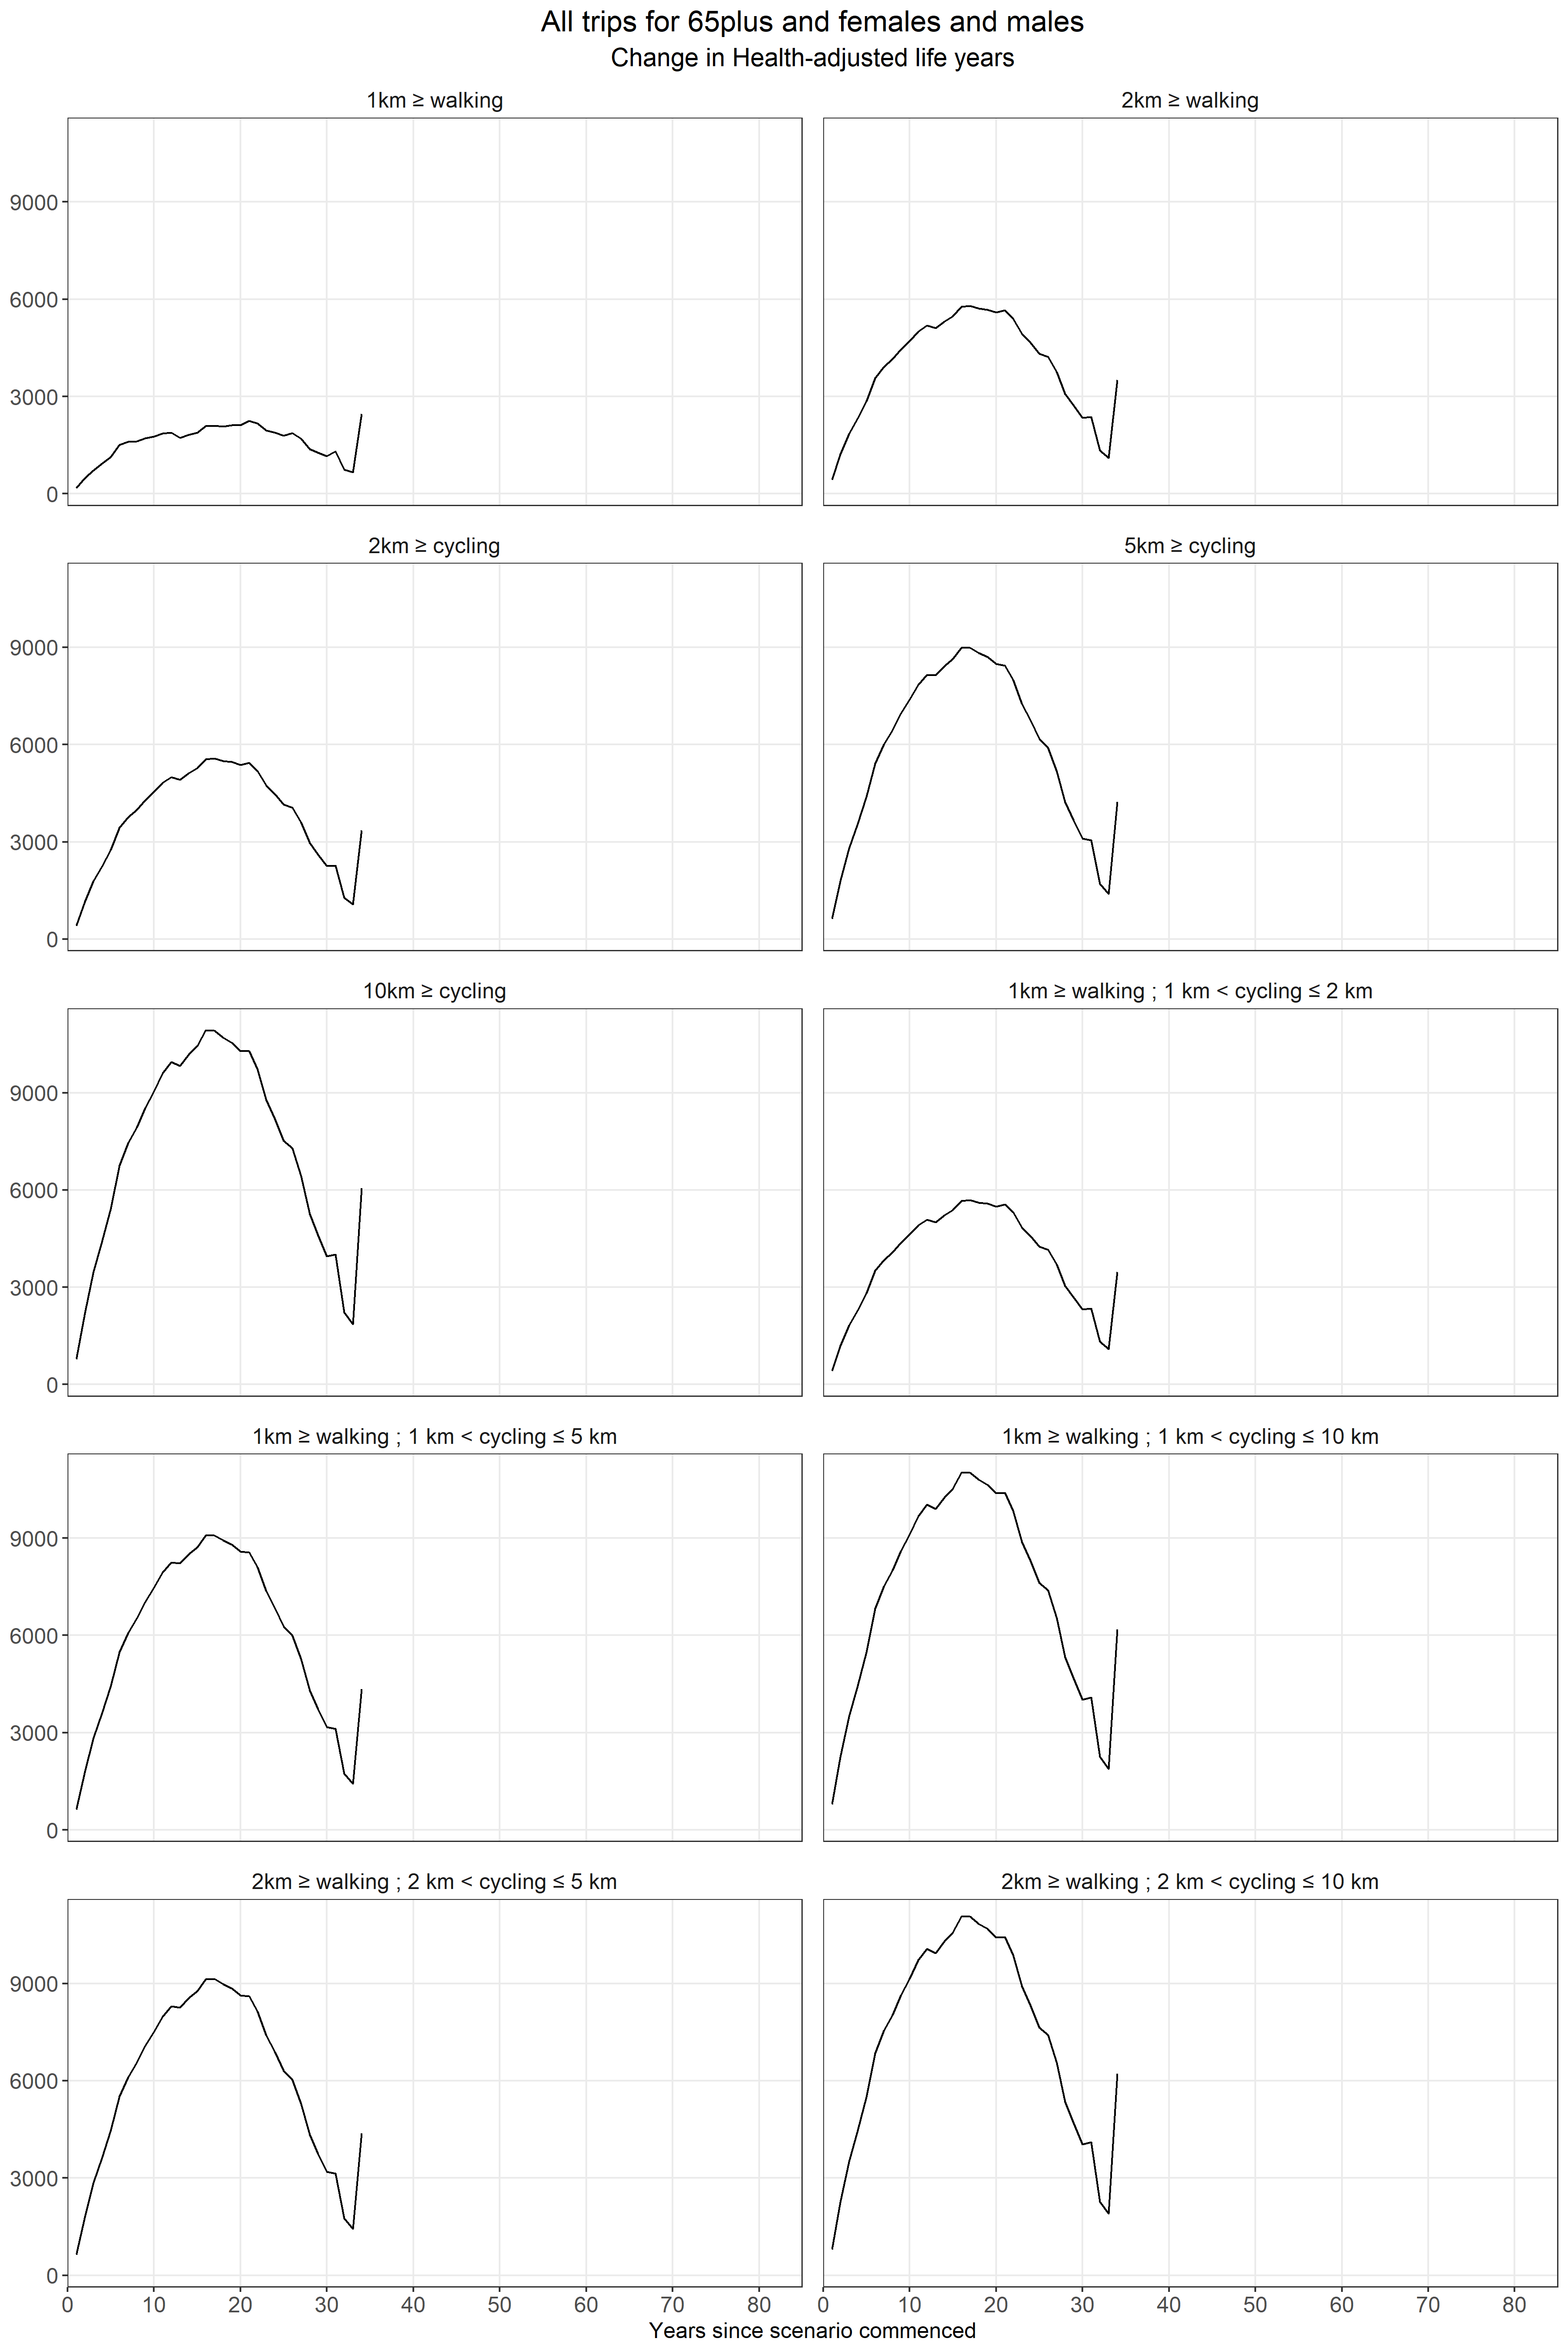 All trips for 65plus and females and males
Change in Health-adjusted life years
1km ≥ walking
2km ≥ walking
9000
6000
3000
0
2km ≥ cycling
5km ≥ cycling
9000
6000
3000
0
10km ≥ cycling
1km ≥ walking ; 1 km < cycling ≤ 2 km
9000
6000
3000
0
1km ≥ walking ; 1 km < cycling ≤ 5 km
1km ≥ walking ; 1 km < cycling ≤ 10 km
9000
6000
3000
0
2km ≥ walking ; 2 km < cycling ≤ 5 km
2km ≥ walking ; 2 km < cycling ≤ 10 km
9000
6000
3000
0
0 10 20 30 40 50 60 70 80
0 10 20 30 40 50 60 70 80
Years since scenario commenced